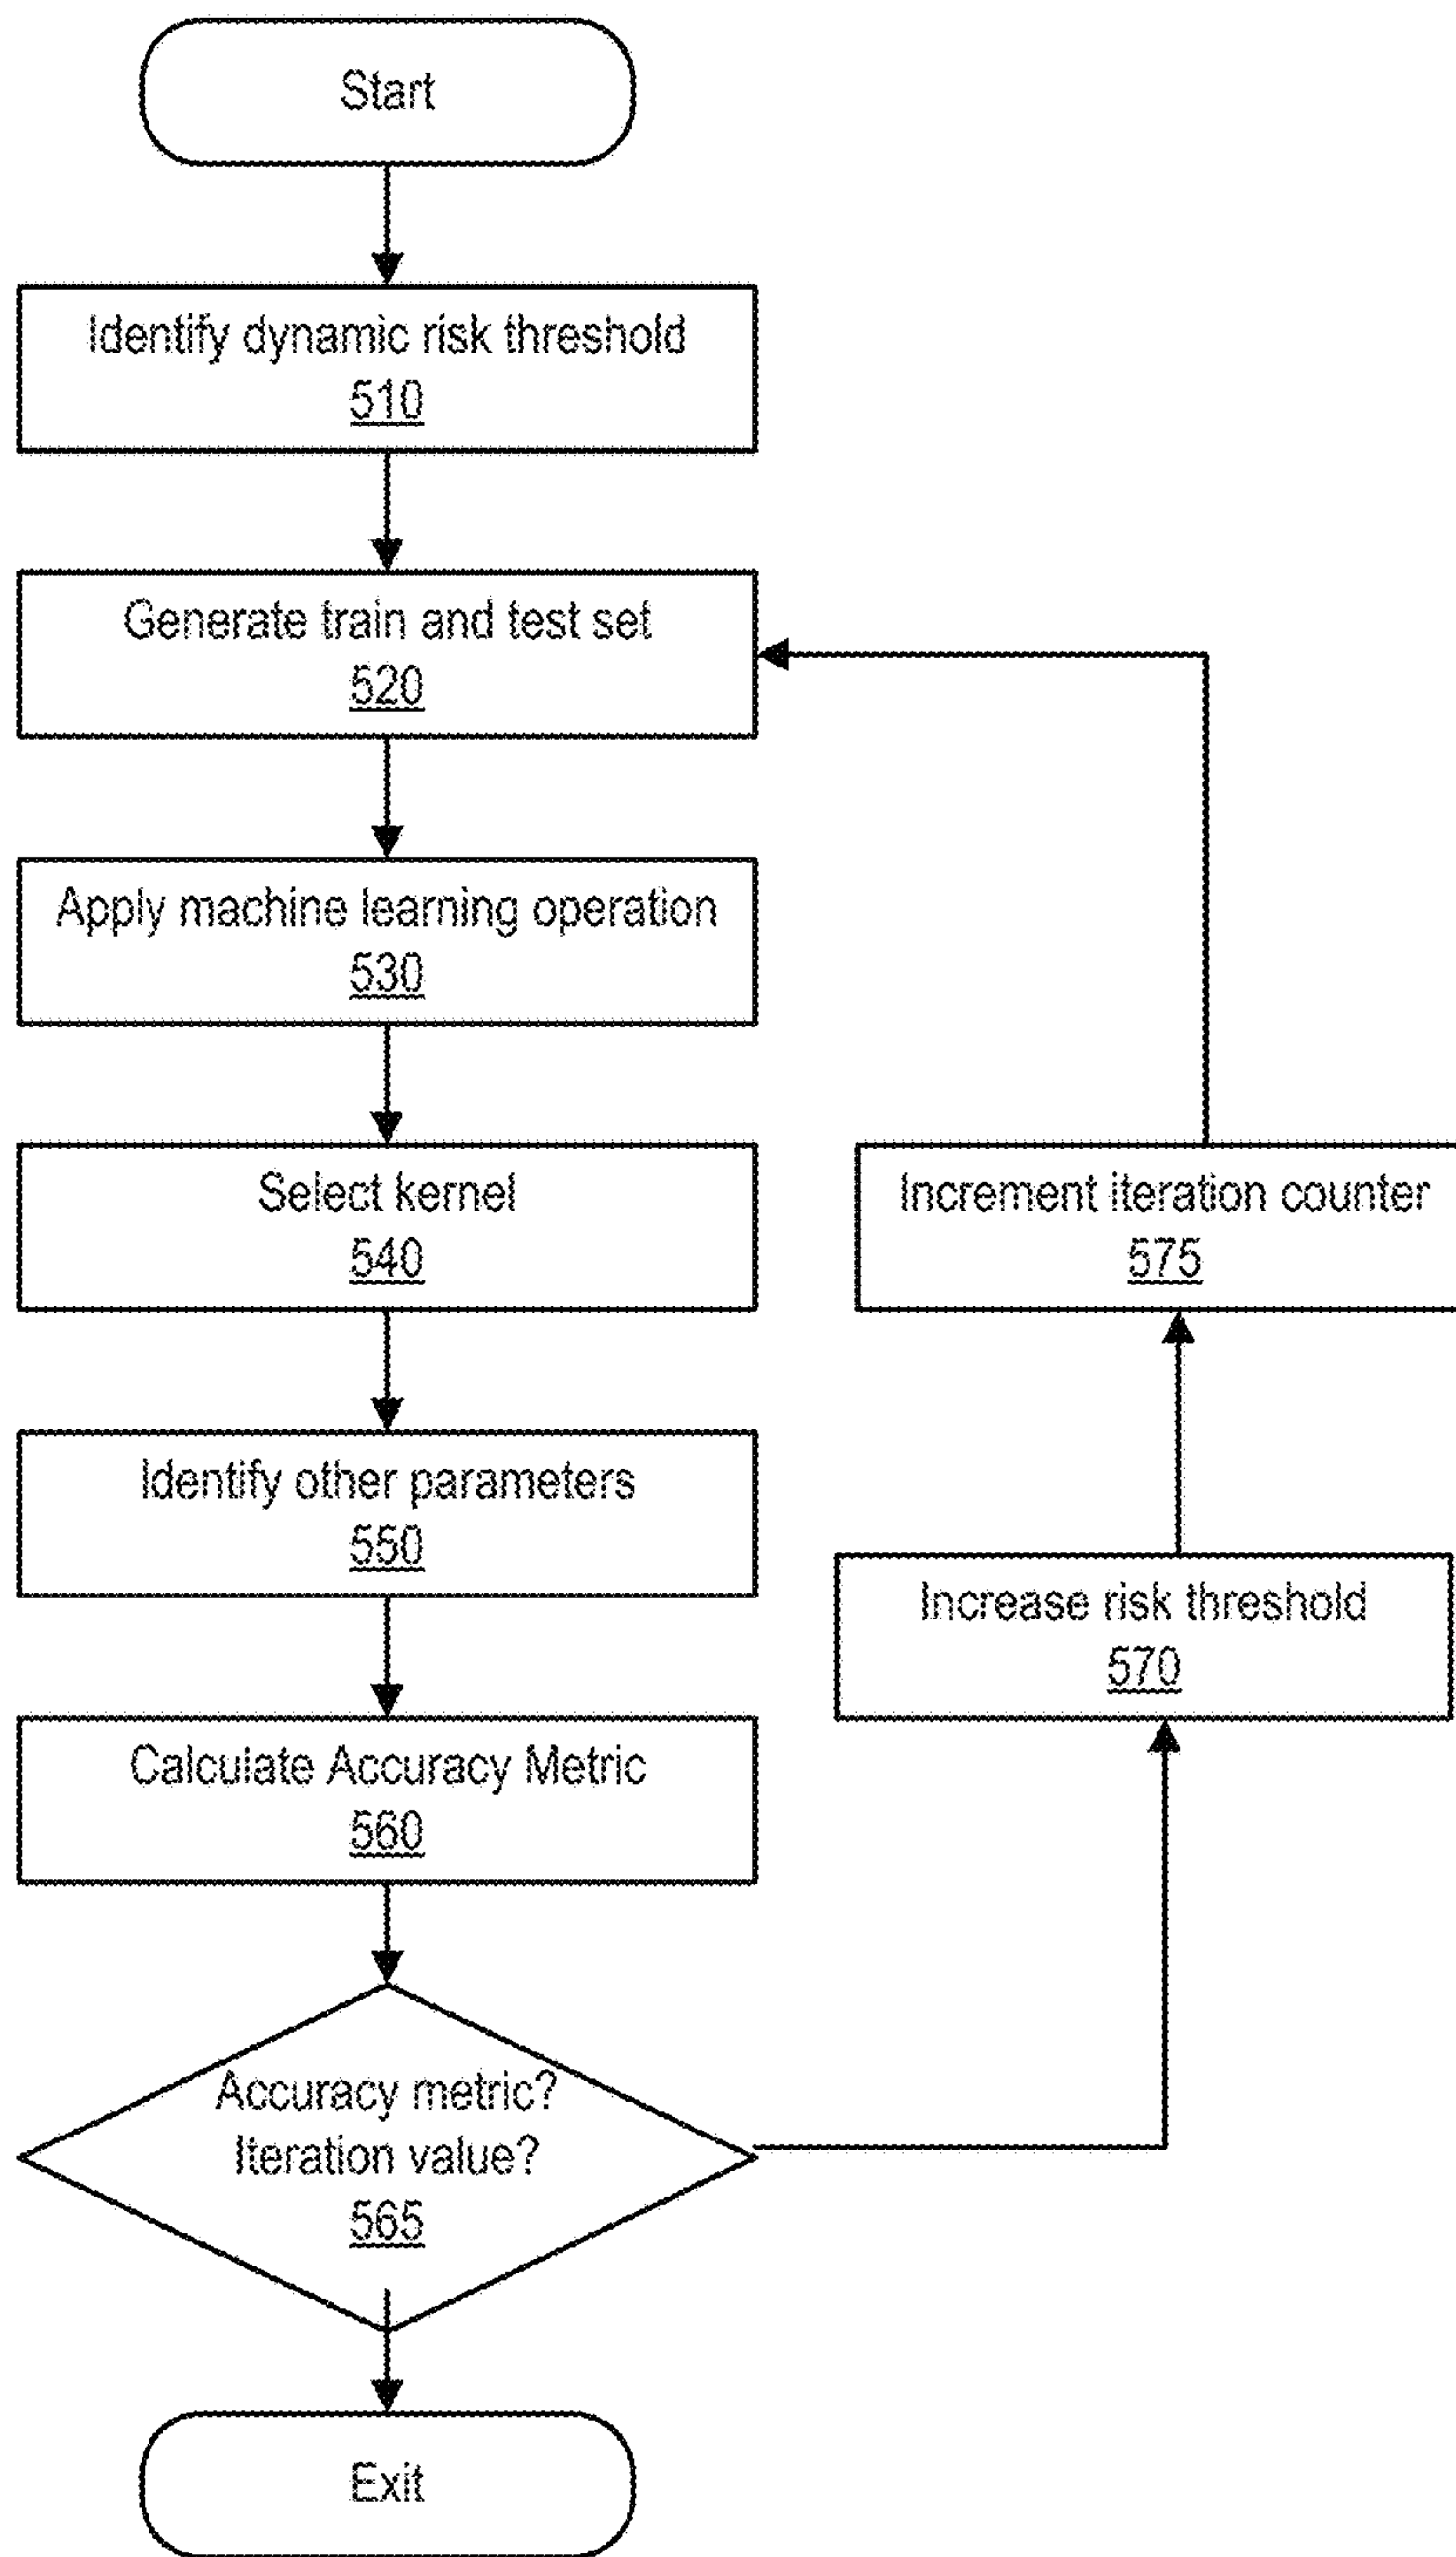 Start
Identify dynamic risk threshold
510
Generate train and test set
520
Apply machine learning operation
530
Select kernel
540
Increment iteration counter
575
Identify other parameters
550
Increase risk threshold
570
Calculate Accuracy Metric
560
Accuracy metric?
Iteration value?
565
Exit